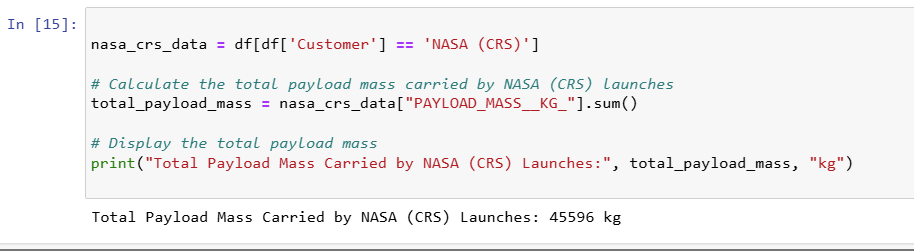 In [15]:
nasa_crs_data = df[df['Customer'] == 'NASA (CRS)']
# Calculate the total payload mass carried by NASA (CRS) launches
total_payload_mass = nasa_crs_data["PAYLOAD_MASS__KG_"].sum()
# Display the total payload mass
print("Total Payload Mass Carried by NASA (CRS) Launches:", total_payload_mass, "kg")
Total Payload Mass Carried by NASA (CRS) Launches: 45596 kg